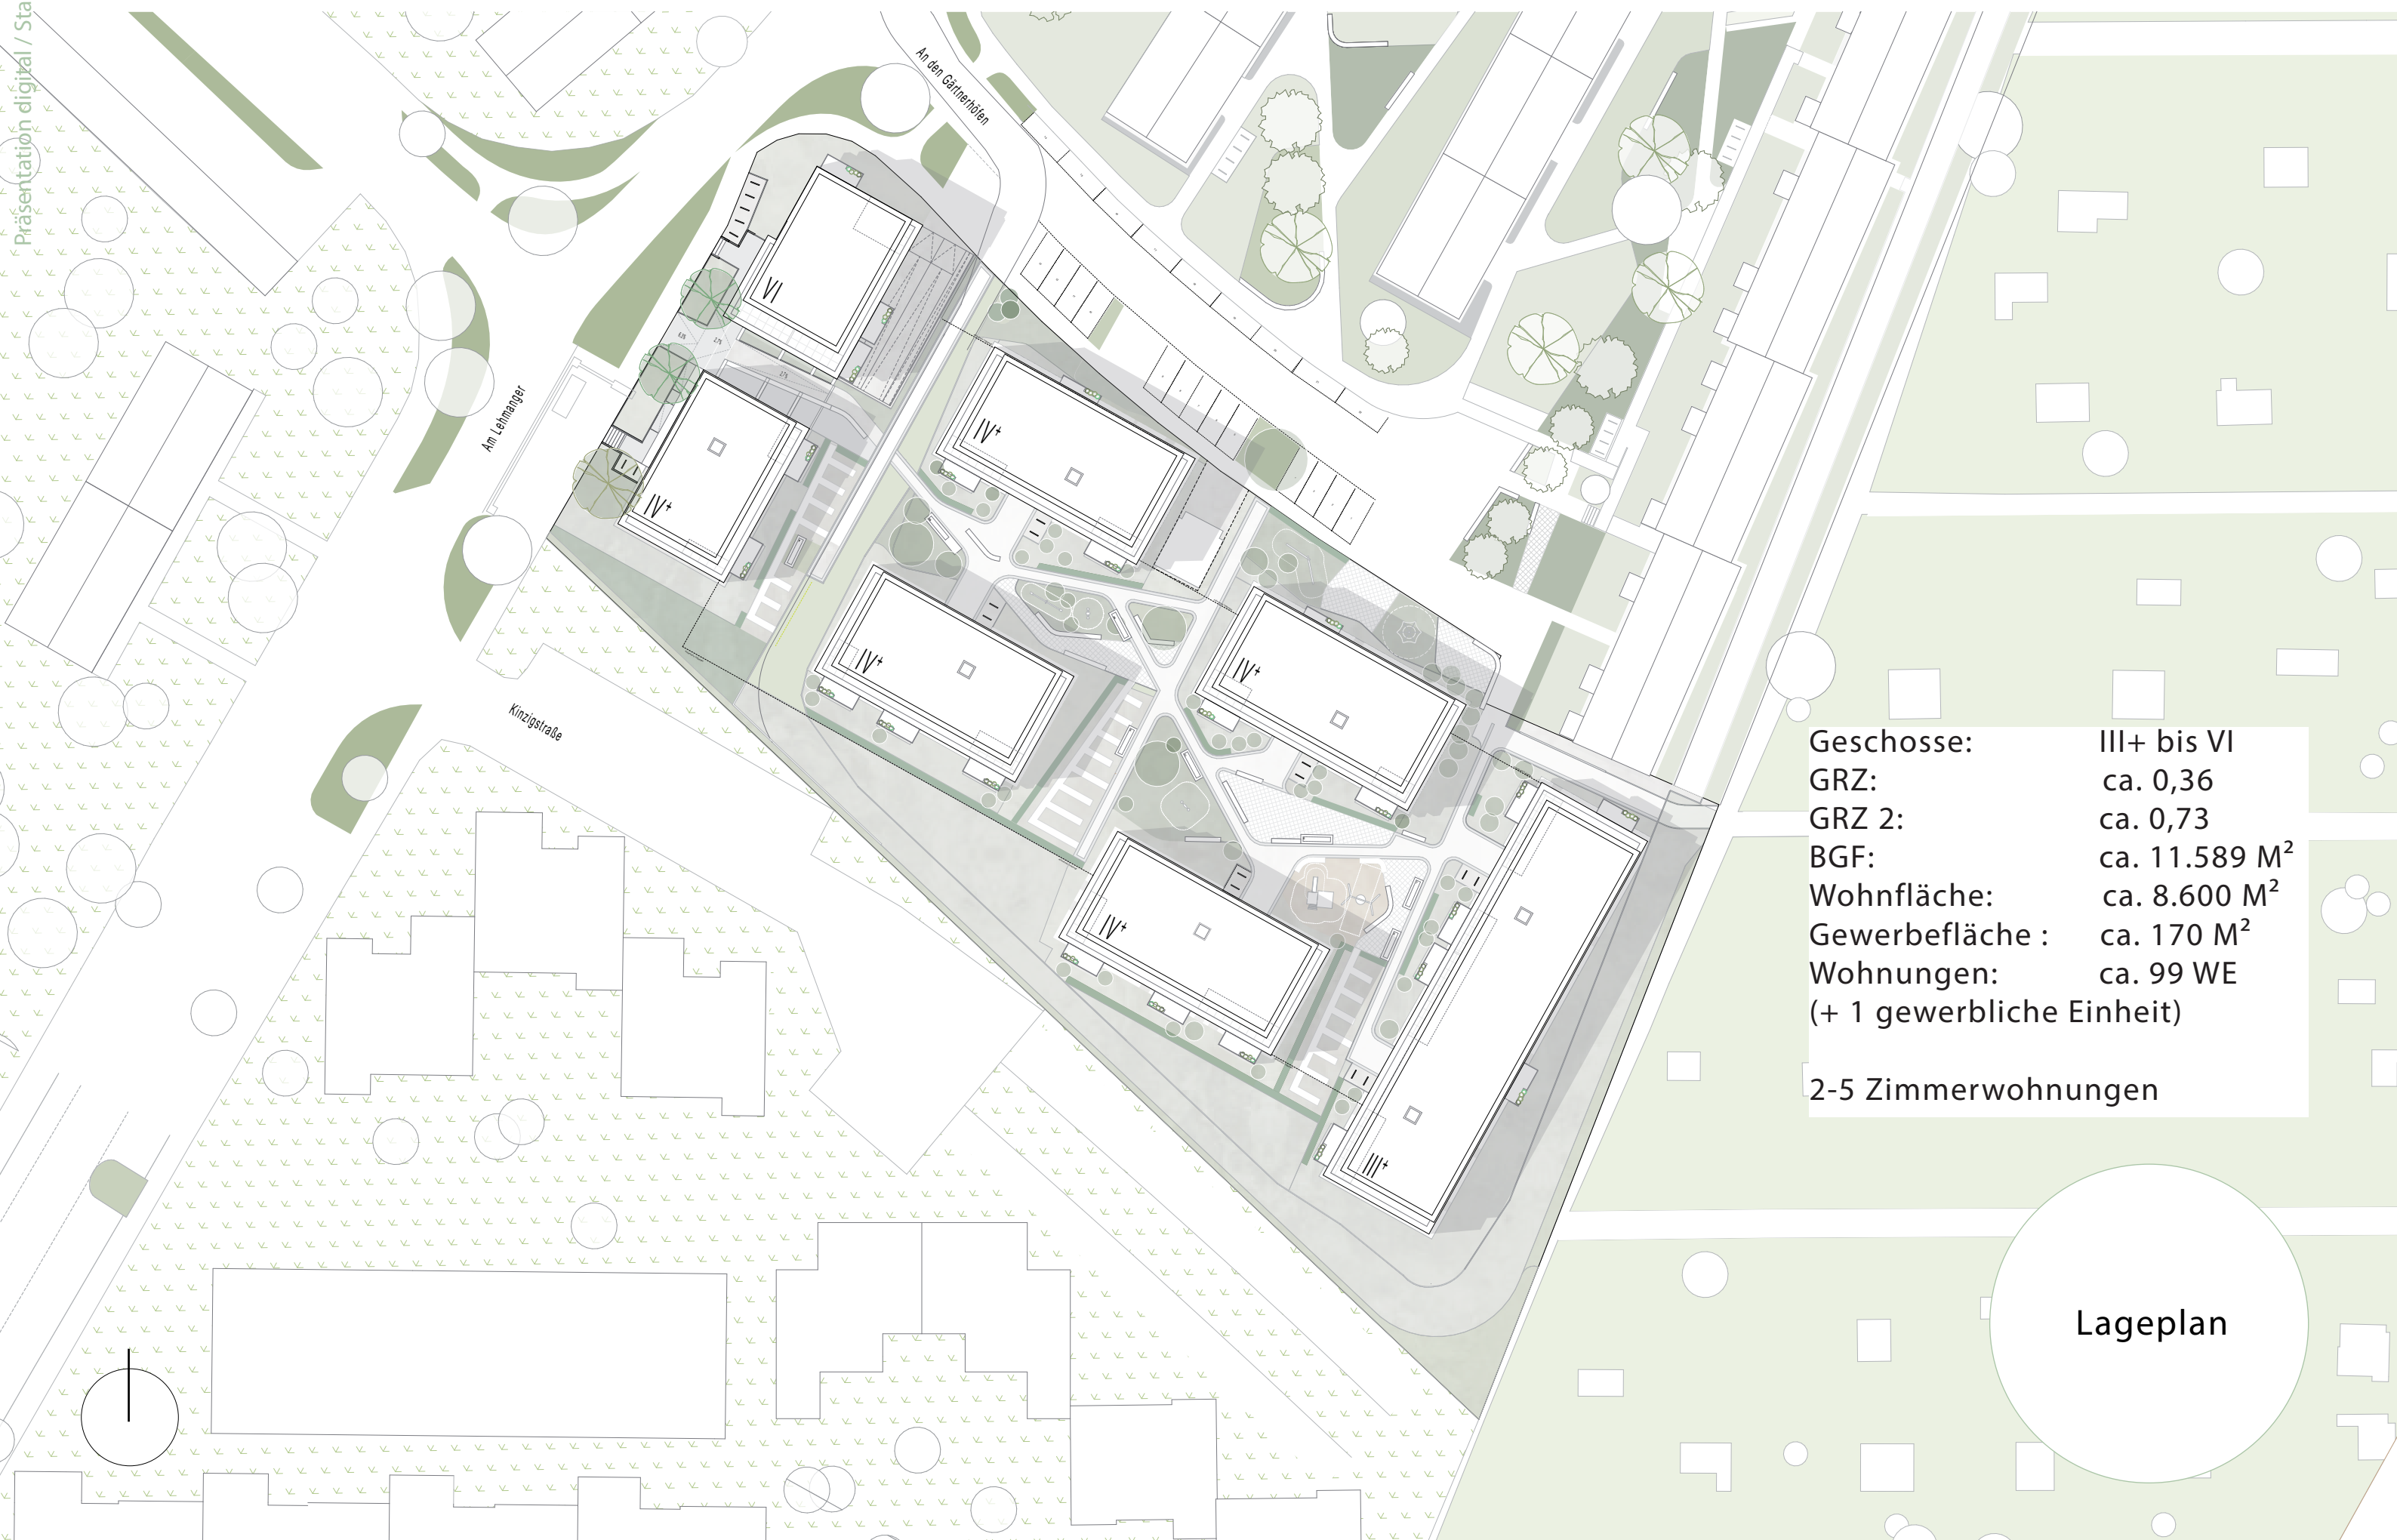 Präsentation digital / Sta
An den Gärtnerhöfen
VI
Am Lehmanger
IV+
IV+
IV+
IV+
Kinzigstraße
IV+
III+
Geschosse: III+ bis VI
GRZ: ca. 0,36
GRZ 2: ca. 0,73
BGF: ca. 11.589 M²
Wohnfläche: ca. 8.600 M²
Gewerbefläche : ca. 170 M²
Wohnungen: ca. 99 WE
(+ 1 gewerbliche Einheit)
2-5 Zimmerwohnungen
Lageplan